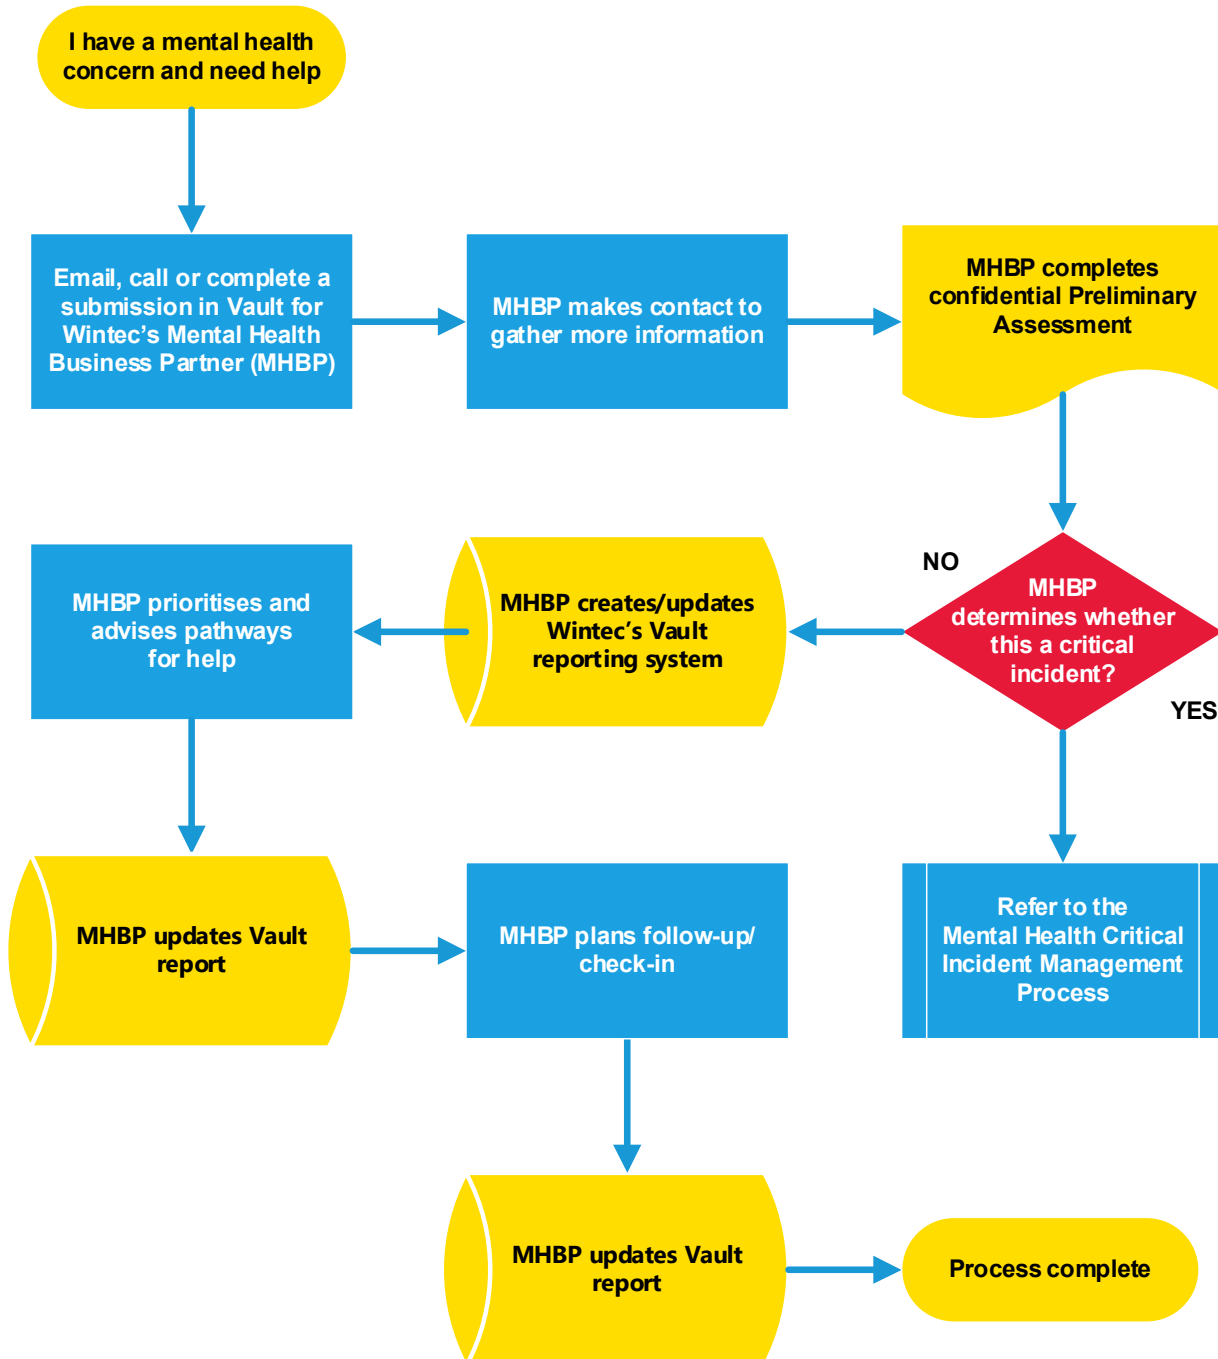 I have a mental health
concern and need help
Email, call or complete a
submission in Vault for
Wintec’s Mental Health
Business Partner (MHBP)
MHBP makes contact to
gather more information
MHBP completes
confidential Preliminary
Assessment
NO
MHBP
determines whether
this a critical
incident?
YES
MHBP creates/updates
Wintec’s Vault
reporting system
MHBP prioritises and
advises pathways
for help
MHBP updates Vault
report
MHBP plans follow-up/
check-in
Refer to the
Mental Health Critical
Incident Management
Process
MHBP updates Vault
report
Process complete